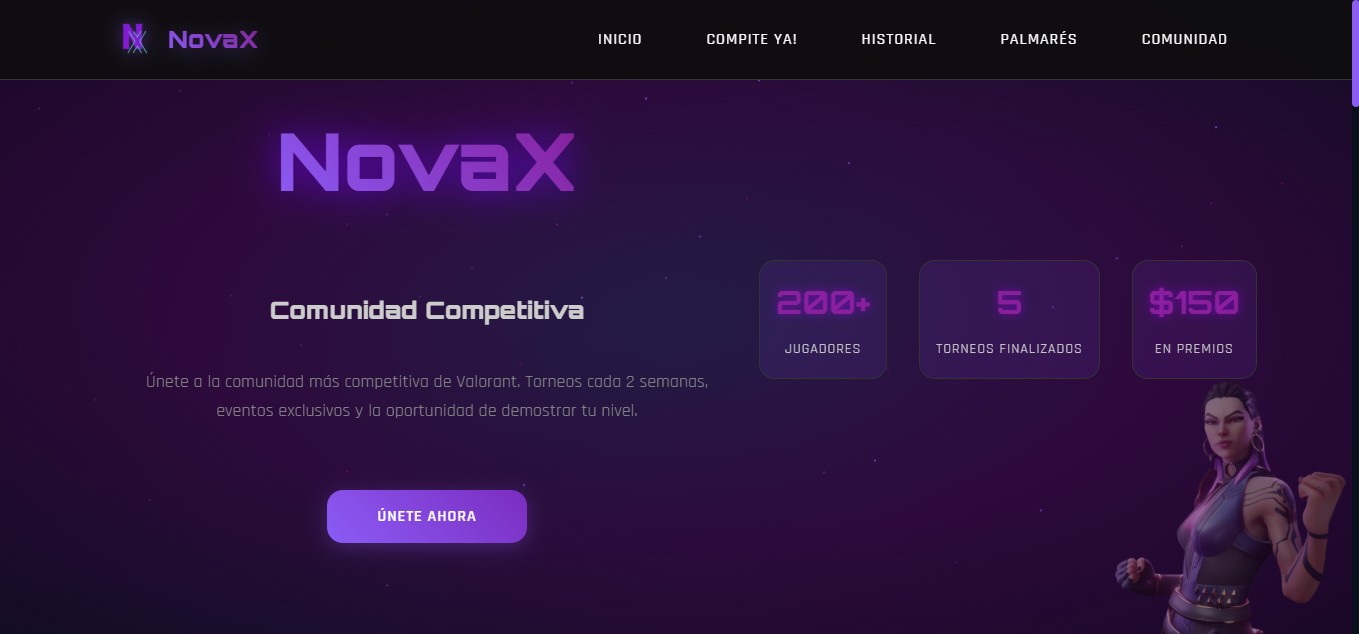 NovaX
INICIO
COMPITE YA!
HISTORIAL
PALMARÉS
COMUNIDAD
NovaX
Comunidad Competitiva
Únete a la comunidad más competitiva de Valorant. Torneos cada 2 semanas,
eventos exclusivos y la oportunidad de demostrar tu nivel.
ÚNETE AHORA
200+
JUGADORES
5
TORNEOS FINALIZADOS
$150
EN PREMIOS